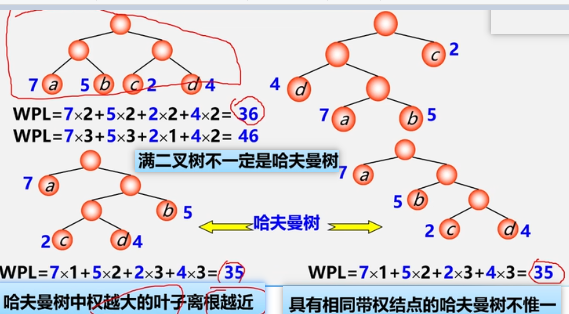 7 a 5 b c 2 d 4
c 2
4 d
7 a b 5
WPL=7×2+5×2+2×2+4×2= 36
WPL=7×3+5×3+2×1+4×2= 46
满二叉树不一定是哈夫曼树
7 a
b 5
2 c d 4
哈夫曼树
7 a
5 b
2 c d 4
WPL=7×1+5×2+2×3+4×3=35
WPL=7×1+5×2+2×3+4×3=35
哈夫曼树中权越大的叶子离根越近
具有相同带权结点的哈夫曼树不惟一